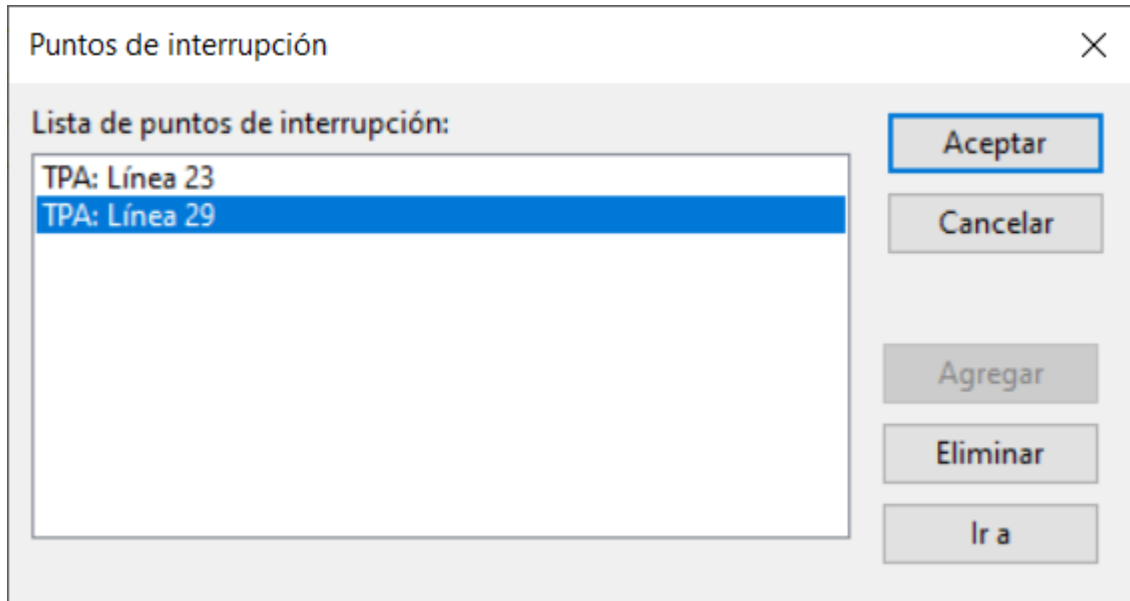 Puntos de interrupción
Lista de puntos de interrupción:
TPA: Línea 23
TPA: Línea 29
Aceptar
Cancelar
Agregar
Eliminar
Ir a